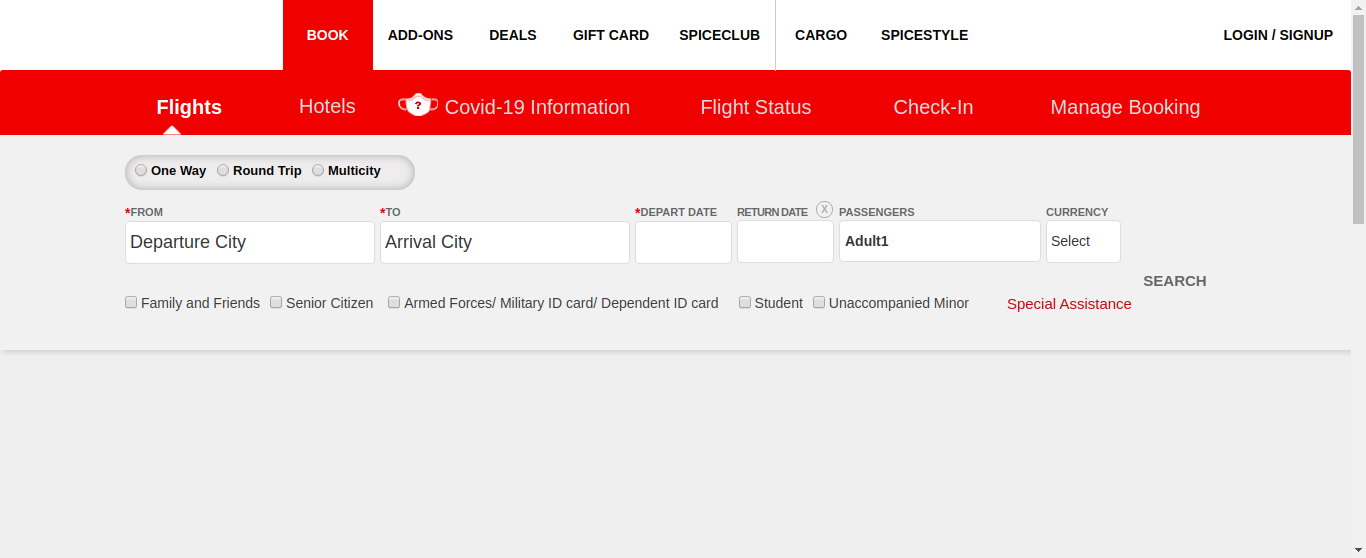 BOOK ADD-ONS DEALS GIFT CARD SPICECLUB CARGO SPICESTYLE LOGIN / SIGNUP
Flights Hotels ? Covid-19 Information Flight Status Check-In Manage Booking
One Way Round Trip Multicity
*FROM *TO *DEPART DATE RETURN DATE X PASSENGERS CURRENCY
Departure City Arrival City Adult1 Select
SEARCH
Family and Friends Senior Citizen Armed Forces/ Military ID card/ Dependent ID card Student Unaccompanied Minor Special Assistance